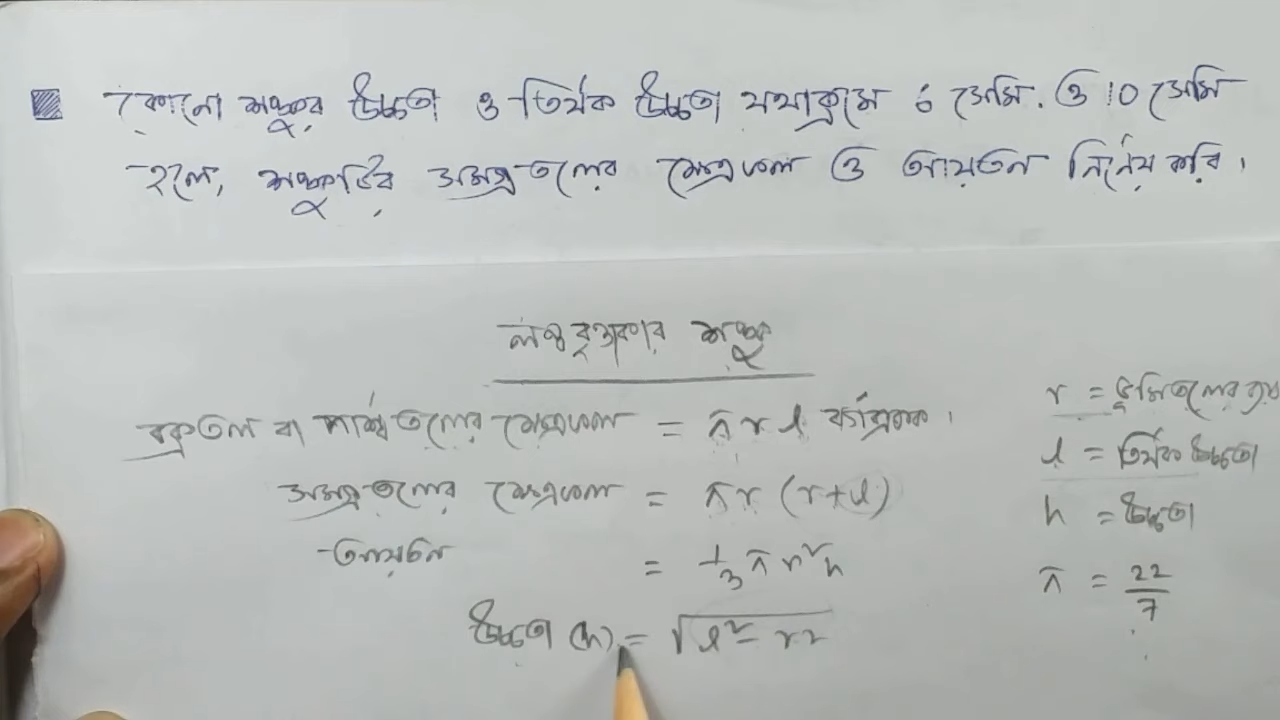 কোনো শঙ্কুর উচ্চতা ও তির্যক উচ্চতা যথাক্রমে 6 সেমি. ও 10 সেমি
হলে, শঙ্কুটির সমগ্রতলের ক্ষেত্রফল ও আয়তন নির্ণয় করি।
লম্ববৃত্তাকার শঙ্কু
বক্রতল বা পার্শ্বতলের ক্ষেত্রফল = πrl বর্গএকক।
সমগ্রতলের ক্ষেত্রফল = πr (r+l)
আয়তন = 1/3 πr²h
উচ্চতা (h) = √l² - r²
r = ভূমিতলের ব্যা
l = তির্যক উচ্চতা
h = উচ্চতা
π = 22/7